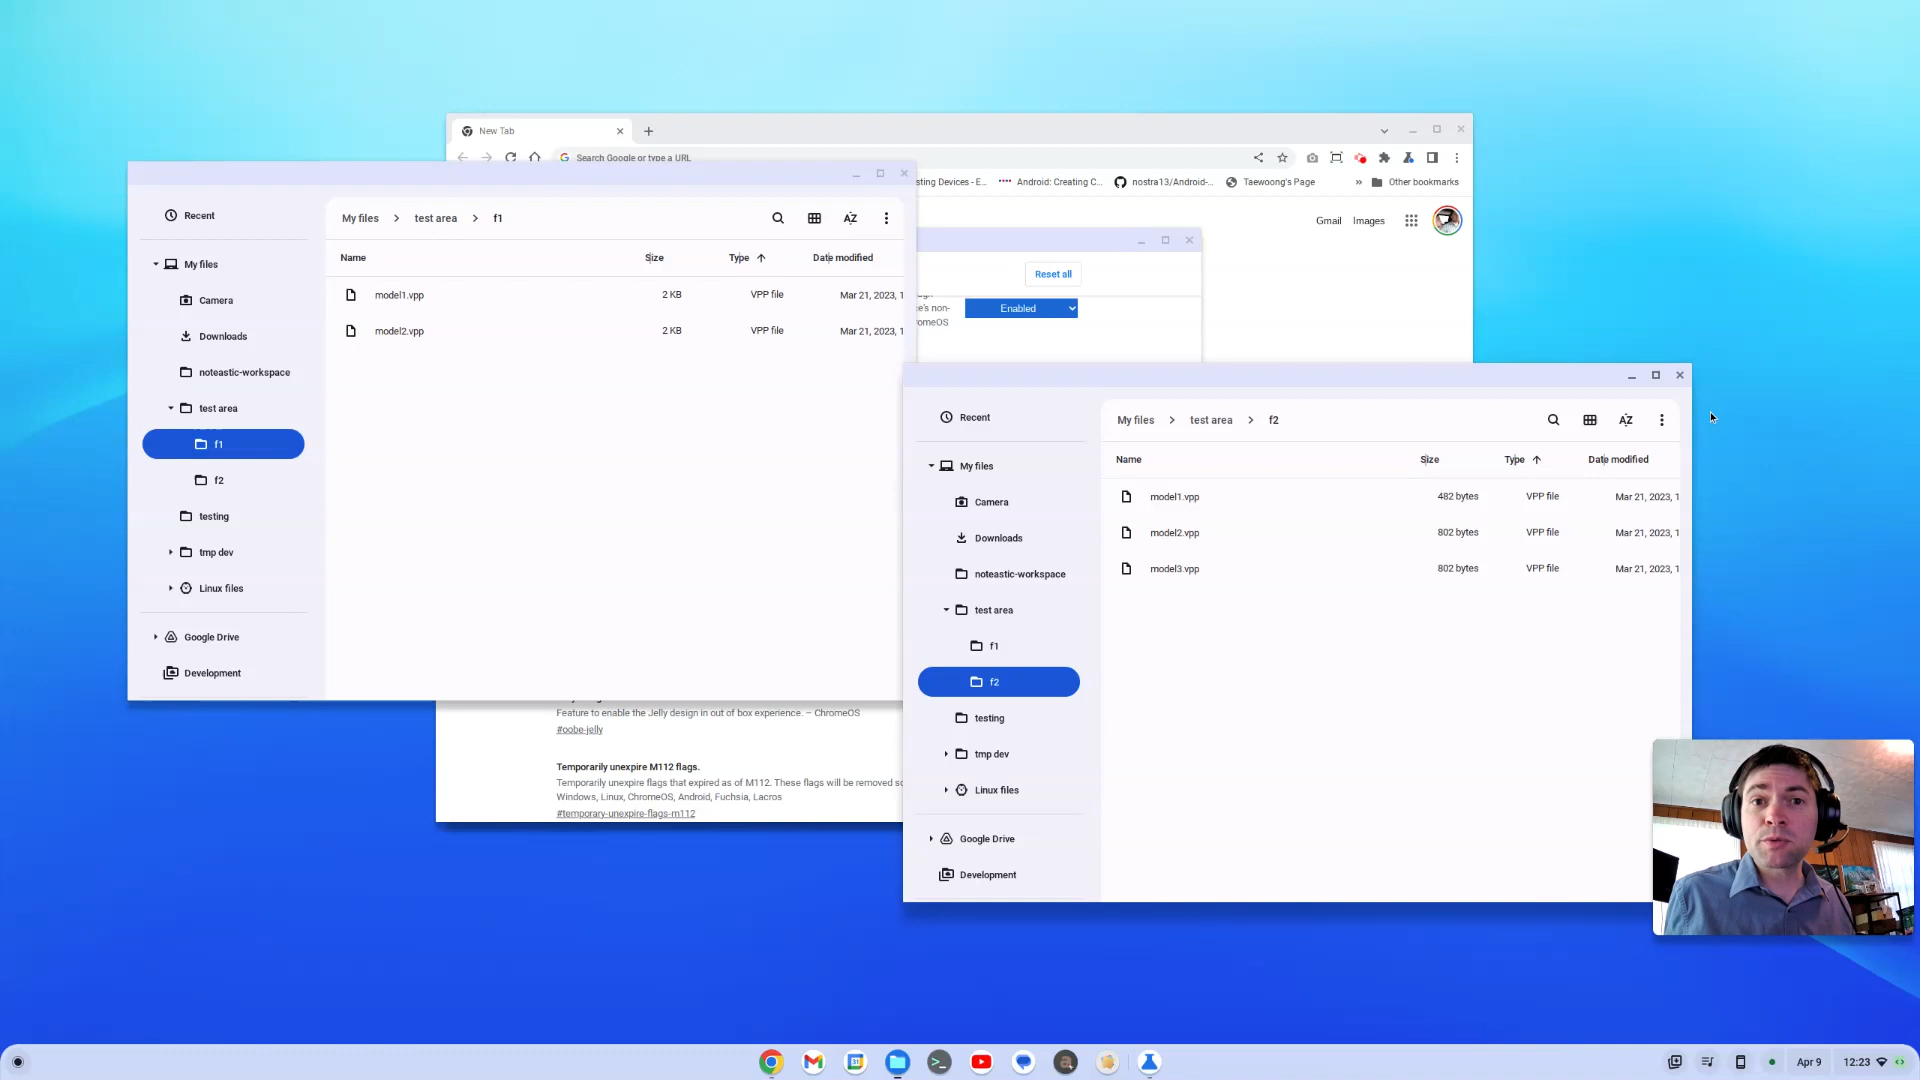 New Tab
Search Google or type a URL
sting Devices - E...
Android: Creating C...
nostra13/Android-...
Taewoong's Page
»
Other bookmarks
Gmail
Images
Recent
My files
Camera
Downloads
noteastic-workspace
test area
f1
f2
testing
tmp dev
Linux files
Google Drive
Development
My files > test area > f1
Name Size Type Date modified
model1.vpp 2 KB VPP file Mar 21, 2023, 1
model2.vpp 2 KB VPP file Mar 21, 2023, 1
Reset all
e's non-
omeOS
Enabled
Feature to enable the Jelly design in out of box experience. – ChromeOS
#oobe-jelly
Temporarily unexpire M112 flags.
Temporarily unexpire flags that expired as of M112. These flags will be removed so
Windows, Linux, ChromeOS, Android, Fuchsia, Lacros
#temporary-unexpire-flags-m112
Recent
My files
Camera
Downloads
noteastic-workspace
test area
f1
f2
testing
tmp dev
Linux files
Google Drive
Development
My files > test area > f2
Name Size Type Date modified
model1.vpp 482 bytes VPP file Mar 21, 2023, 1
model2.vpp 802 bytes VPP file Mar 21, 2023, 1
model3.vpp 802 bytes VPP file Mar 21, 2023, 1
31
Apr 9
12:23